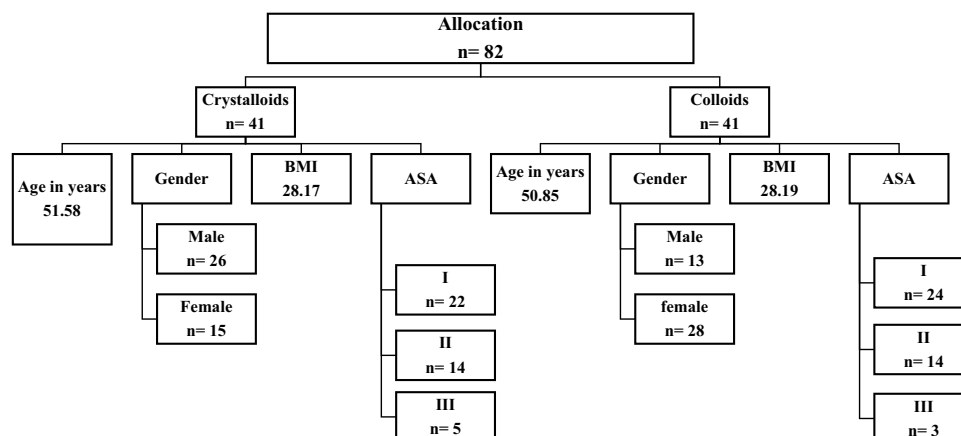 Allocation
n= 82
Crystalloids
n= 41
Colloids
n= 41
Age in years
51.58
Gender
BMI
28.17
ASA
Age in years
50.85
Gender
BMI
28.19
ASA
Male
n= 26
Female
n= 15
I
n= 22
II
n= 14
III
n= 5
Male
n= 13
female
n= 28
I
n= 24
II
n= 14
III
n= 3